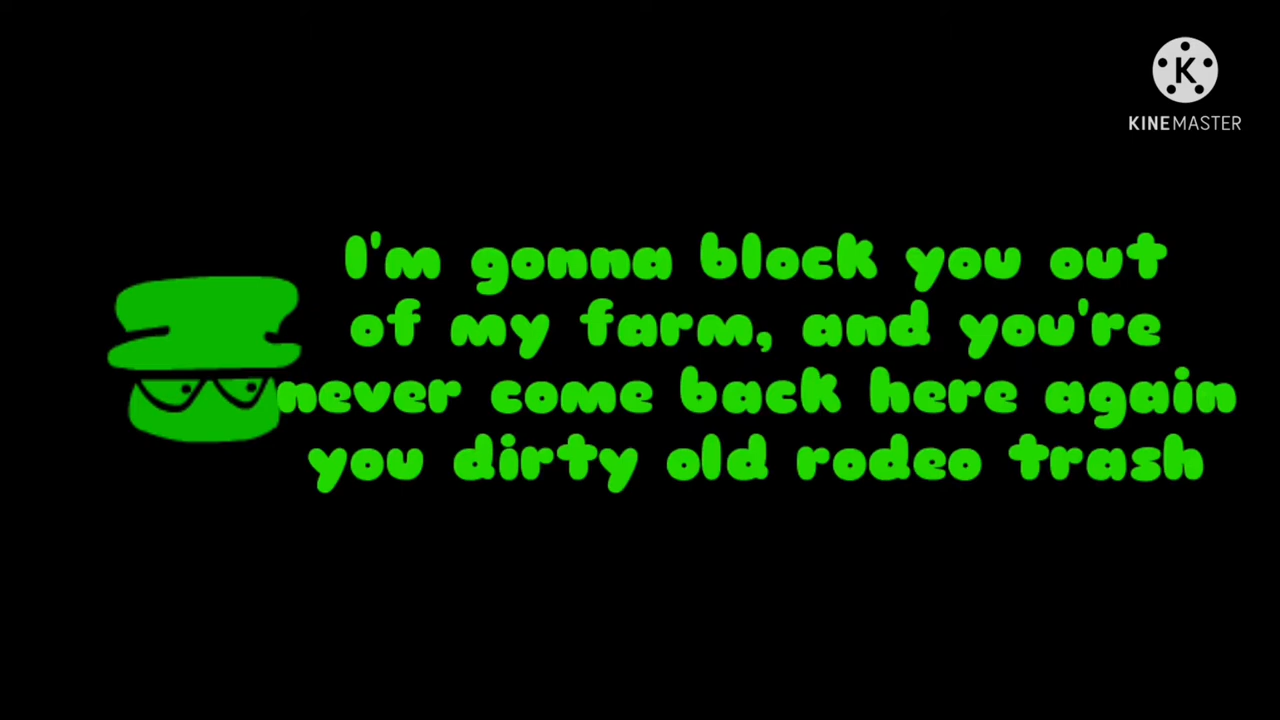 KINEMASTER
I'm gonna block you out
of my farm, and you're
never come back here again
you dirty old rodeo trash